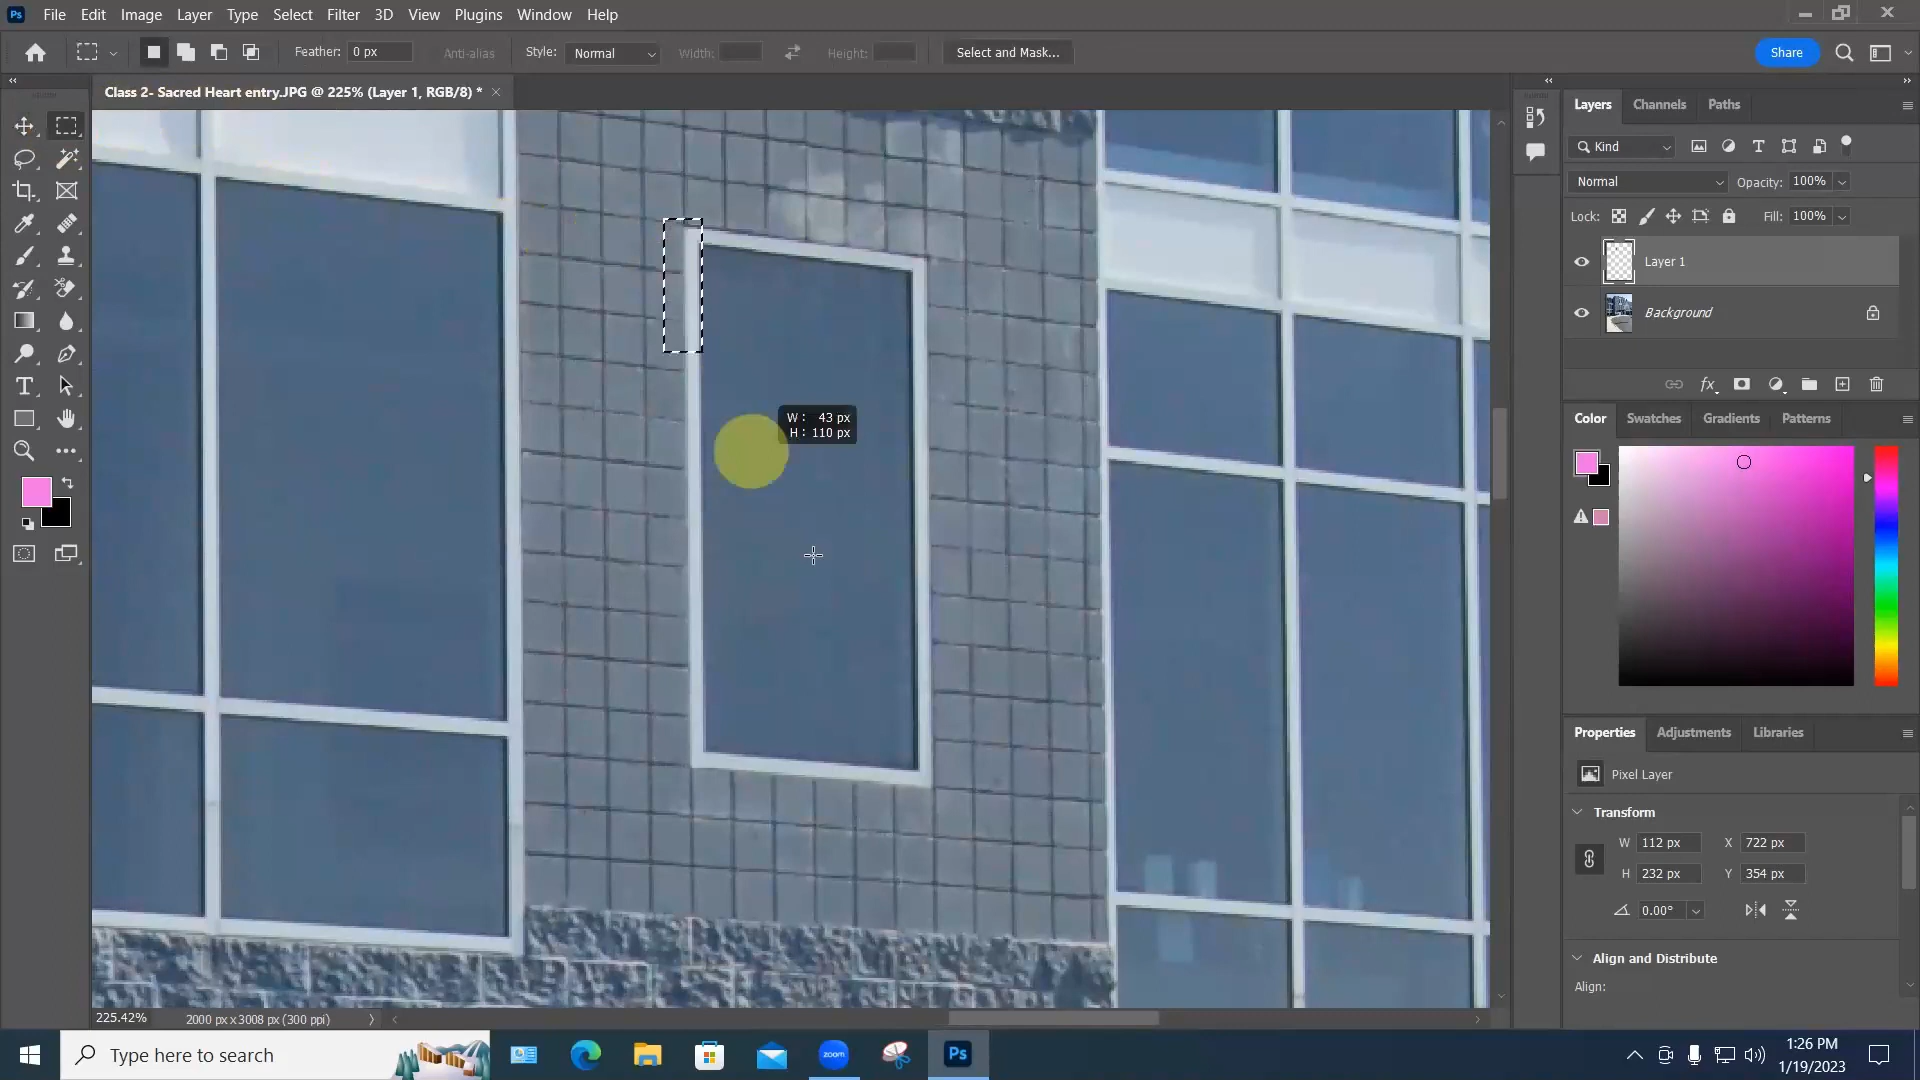 Ps File Edit Image Layer Type Select Filter 3D View Plugins Window Help
Feather: 0 px Anti-alias Style: Normal Width: Height: Select and Mask... Share
Class 2- Sacred Heart entry.JPG @ 225% (Layer 1, RGB/8) *
Layers Channels Paths
Kind
Normal Opacity: 100%
Lock: Fill: 100%
Layer 1
Background
fx
Color Swatches Gradients Patterns
W: 43 px
H: 110 px
Properties Adjustments Libraries
Pixel Layer
Transform
W 112 px X 722 px
H 232 px Y 354 px
0.00°
Align and Distribute
Align:
225.42% 2000 px x 3008 px (300 ppi)
Type here to search
zoom
Ps
1:26 PM
1/19/2023